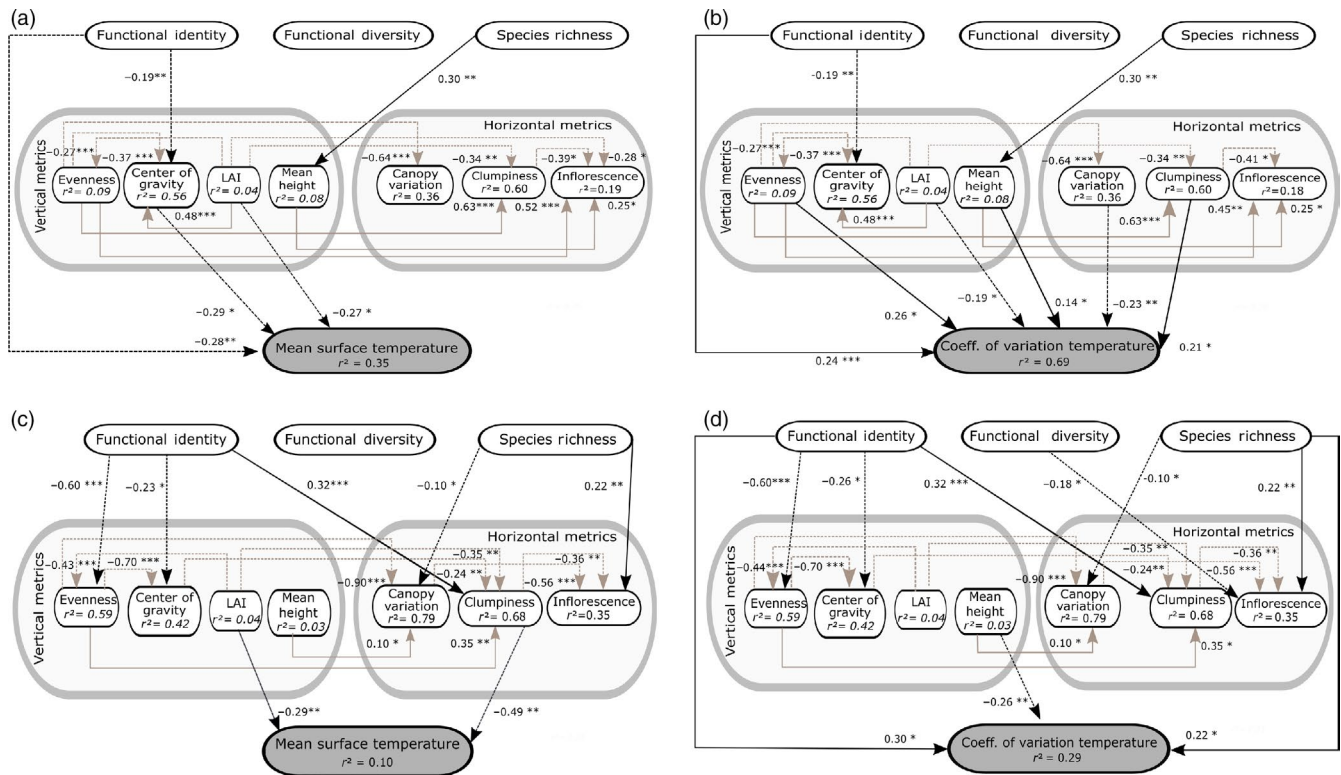 (a)
Functional identity
Functional diversity
Species richness
−0.19**
0.30 **
Horizontal metrics
Vertical metrics
−0.27***
−0.37 ***
−0.64***
−0.34 **
−0.39*
−0.28 *
Evenness
r² = 0.09
Center of
gravity
r² = 0.56
LAI
r² = 0.04
Mean
height
r² = 0.08
Canopy
variation
r² = 0.36
Clumpiness
r² = 0.60
Inflorescence
r² =0.19
0.48***
0.63***
0.52 ***
0.25*
−0.29 *
−0.27 *
−0.28**
Mean surface temperature
r² = 0.35
(b)
Functional identity
Functional diversity
Species richness
−0.19 **
0.30 **
Horizontal metrics
Vertical metrics
−0.27***
−0.37 ***
−0.64 ***
−0.34 **
−0.41 *
Evenness
r² = 0.09
Center of
gravity
r² = 0.56
LAI
r² = 0.04
Mean
height
r² = 0.08
Canopy
variation
r² = 0.36
Clumpiness
r² = 0.60
Inflorescence
r² = 0.18
0.48***
0.63***
0.45**
0.25 *
0.26 *
−0.19 *
0.14 *
−0.23 **
0.21 *
0.24 ***
Coeff. of variation temperature
r² = 0.69
(c)
Functional identity
Functional diversity
Species richness
−0.60 ***
−0.23 *
0.32***
−0.10 *
0.22 **
Horizontal metrics
Vertical metrics
−0.43 ***
−0.70 ***
−0.90***
−0.35 **
−0.24 **
−0.36 **
−0.56 ***
Evenness
r² = 0.59
Center of
gravity
r² = 0.42
LAI
r² = 0.04
Mean
height
r² = 0.03
Canopy
variation
r² = 0.79
Clumpiness
r² = 0.68
Inflorescence
r² = 0.35
0.10 *
0.35 **
−0.29**
−0.49 **
Mean surface temperature
r² = 0.10
(d)
Functional identity
Functional diversity
Species richness
−0.60***
−0.26 *
0.32 ***
−0.18 *
−0.10 *
0.22 **
Horizontal metrics
Vertical metrics
−0.44***
−0.70 ***
−0.90 ***
−0.35 **
−0.24**
−0.36 **
−0.56 ***
Evenness
r² = 0.59
Center of
gravity
r² = 0.42
LAI
r² = 0.04
Mean
height
r² = 0.03
Canopy
variation
r² = 0.79
Clumpiness
r² = 0.68
Inflorescence
r² = 0.35
0.10 *
0.35 *
−0.26 **
0.30 *
0.22 *
Coeff. of variation temperature
r² = 0.29